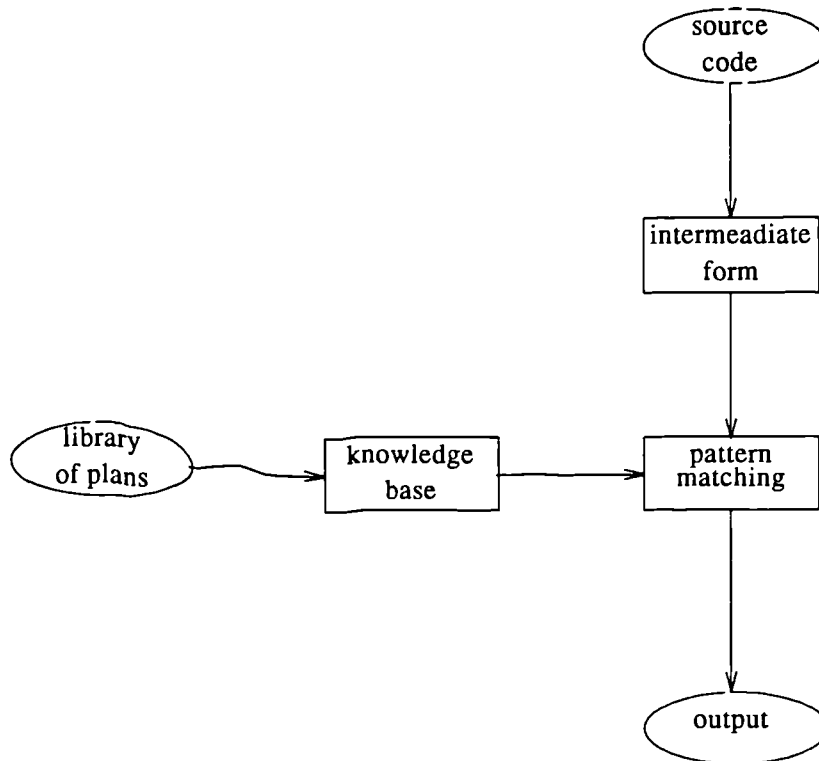 source
code
intermeadiate
form
library
of plans
knowledge
base
pattern
matching
output